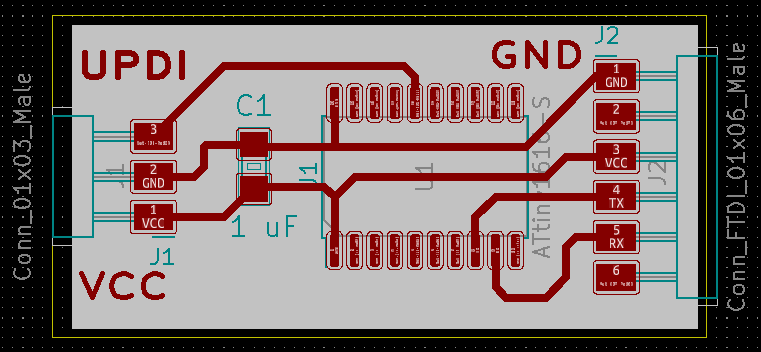 UPDI
GND
J2
C1
1
GND
2
3
VCC
4
TX
5
RX
6
3
2
GND
1
VCC
J1
J1
J1
U1
J2
1 uF
VCC
Conn_01x03_Male
ATtiny1616-S
Conn_FTDI_01x06_Male